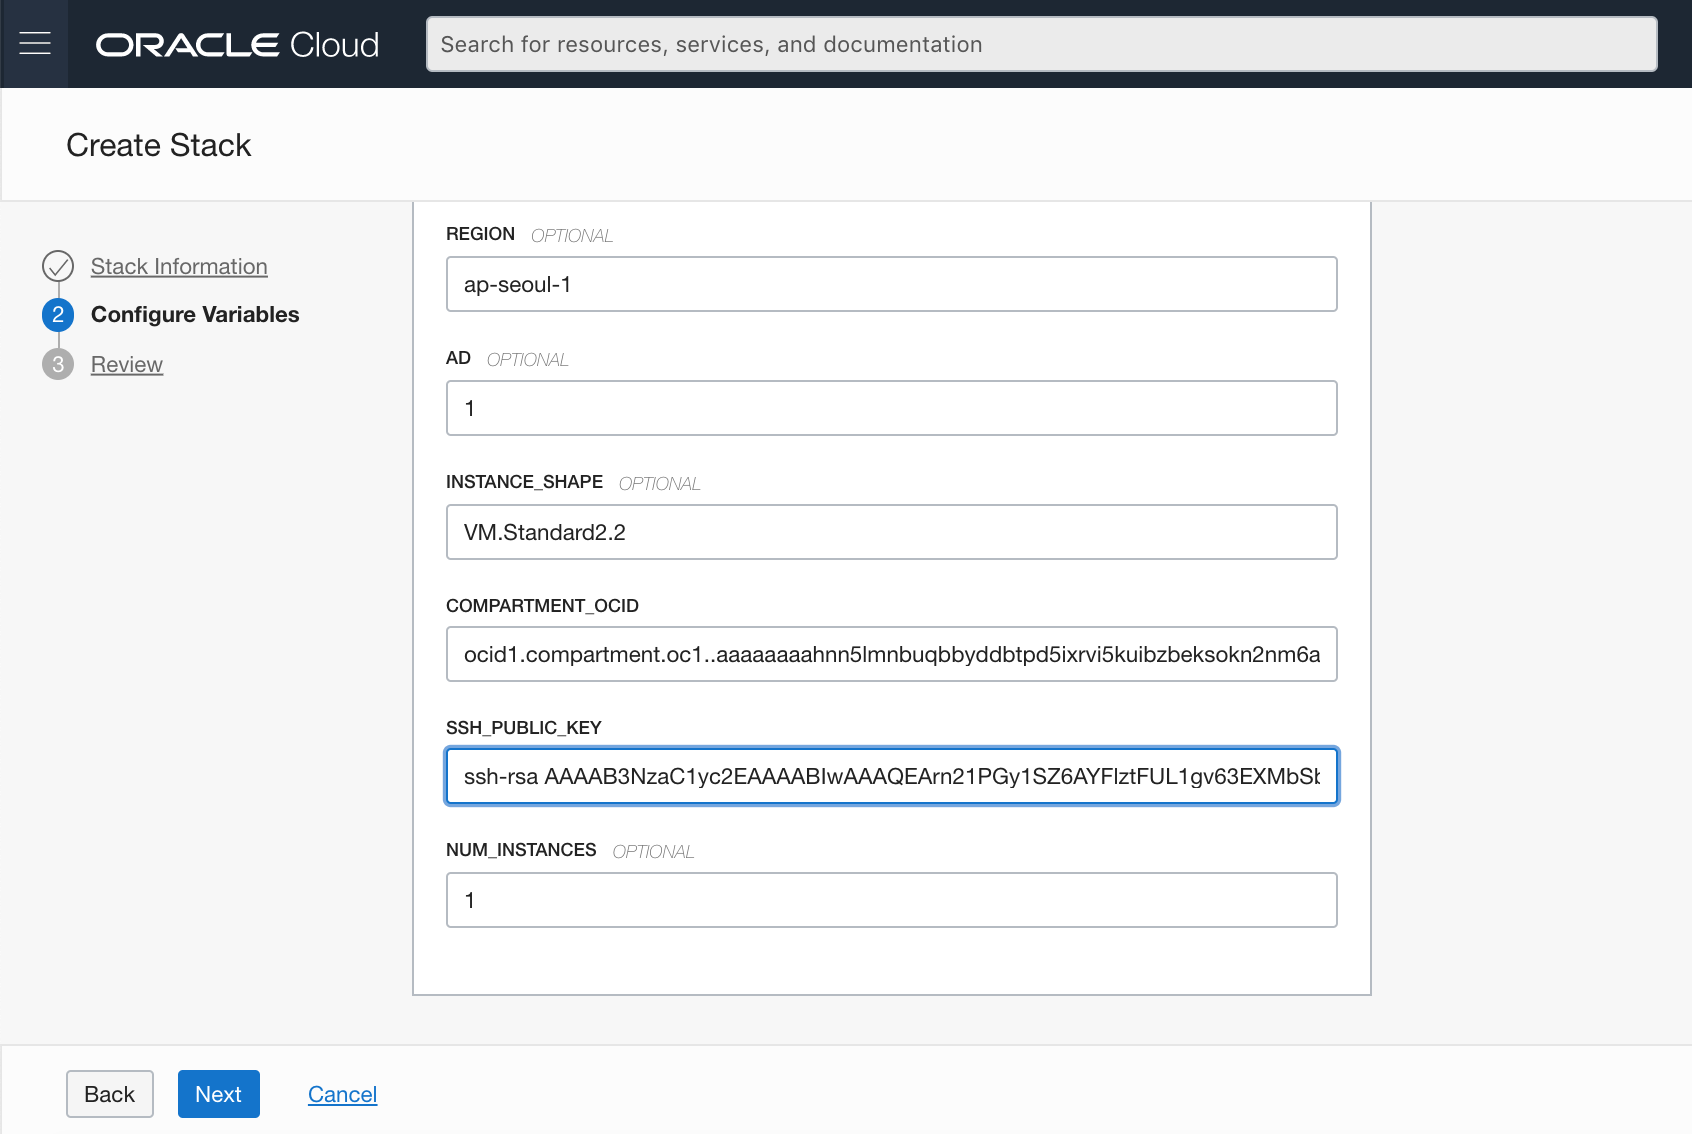 ORACLE Cloud
Search for resources, services, and documentation
Create Stack
Stack Information
2 Configure Variables
3 Review
REGION OPTIONAL
ap-seoul-1
AD OPTIONAL
1
INSTANCE_SHAPE OPTIONAL
VM.Standard2.2
COMPARTMENT_OCID
ocid1.compartment.oc1..aaaaaaaahnn5lmnbuqbbyddbtpd5ixrvi5kuibzbeksokn2nm6a
SSH_PUBLIC_KEY
ssh-rsa AAAAB3NzaC1yc2EAAAABIwAAAQEArn21PGy1SZ6AYFlztFUL1gv63EXMbSb
NUM_INSTANCES OPTIONAL
1
Back Next Cancel